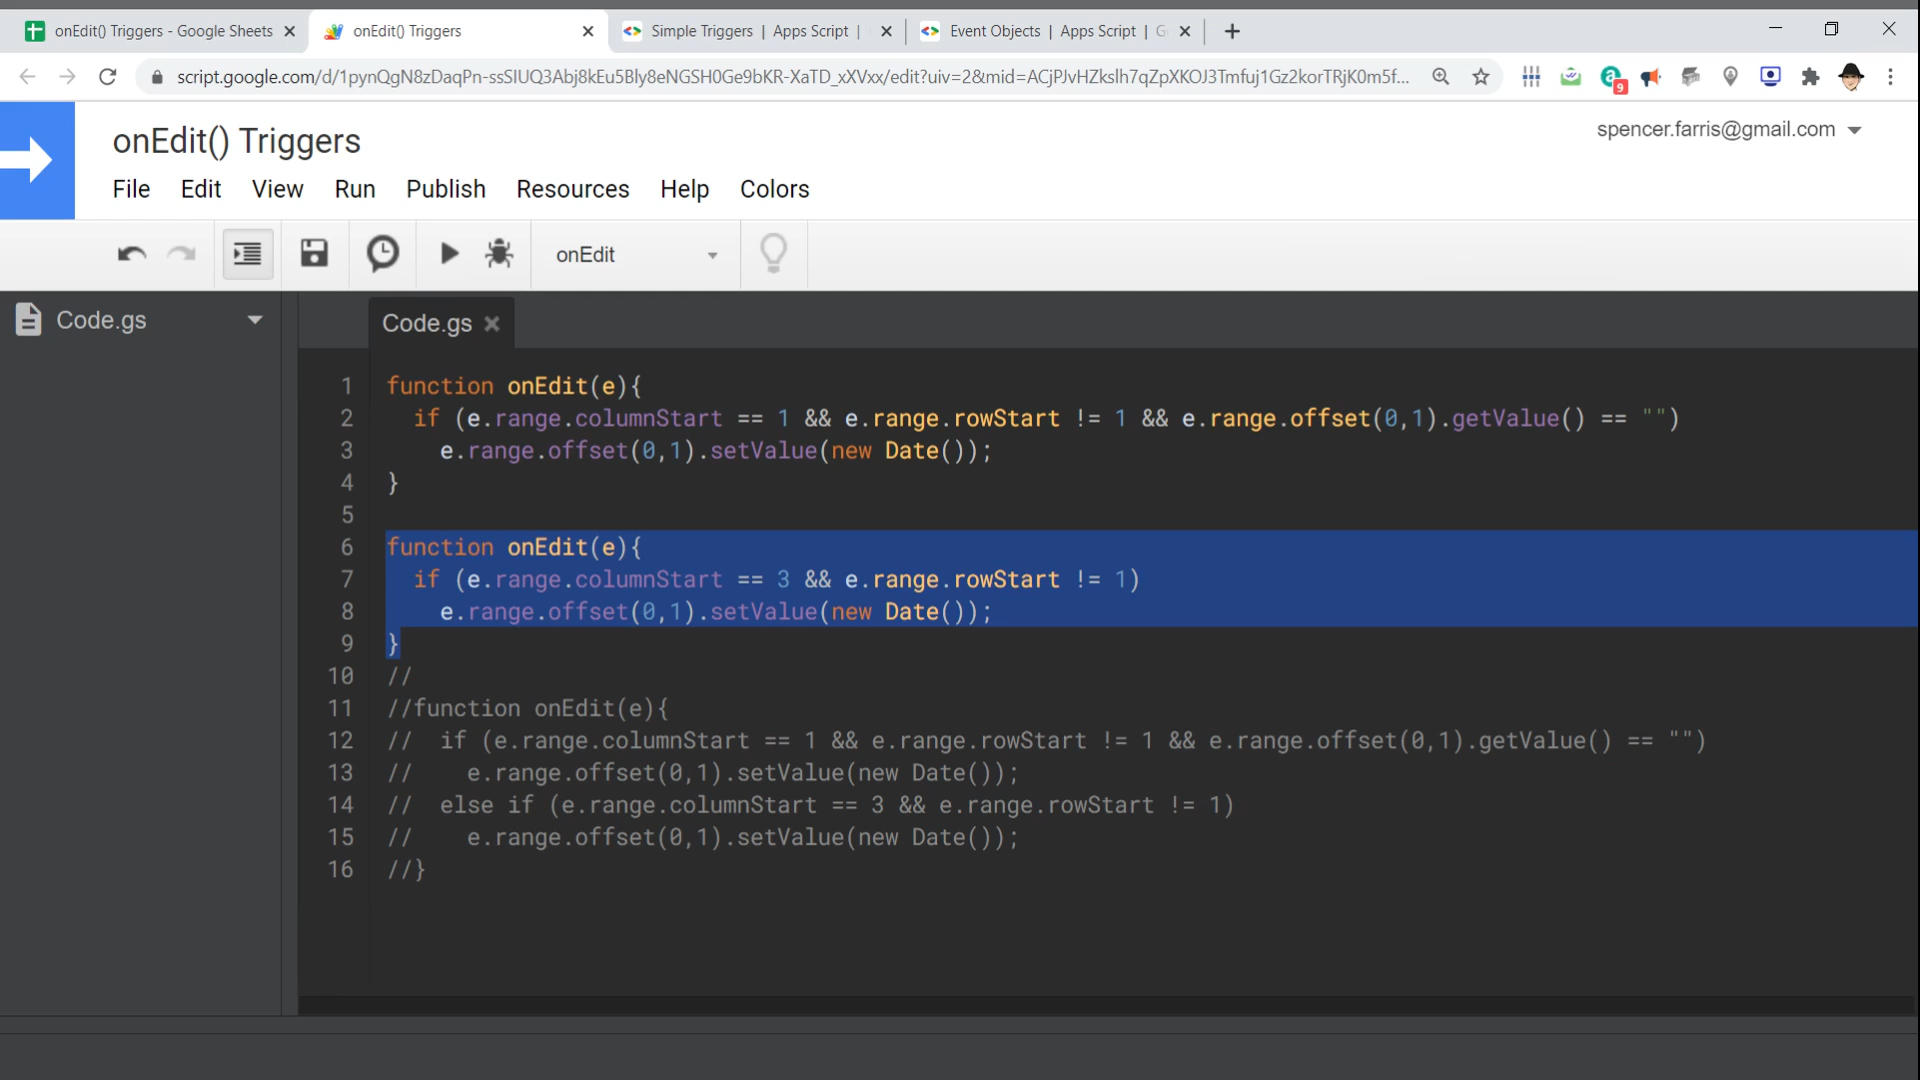 onEdit() Triggers - Google Sheets
onEdit() Triggers
Simple Triggers | Apps Script |
Event Objects | Apps Script | G
script.google.com/d/1pynQgN8zDaqPn-ssSIUQ3Abj8kEu5Bly8eNGSH0Ge9bKR-XaTD_xXVxx/edit?uiv=2&mid=ACjPJvHZkslh7qZpXKOJ3Tmfuj1Gz2korTRjK0m5f...
9
onEdit() Triggers
spencer.farris@gmail.com
File Edit View Run Publish Resources Help Colors
onEdit
Code.gs
Code.gs
1 function onEdit(e){
2 if (e.range.columnStart == 1 && e.range.rowStart != 1 && e.range.offset(0,1).getValue() == "")
3 e.range.offset(0,1).setValue(new Date());
4 }
5
6 function onEdit(e){
7 if (e.range.columnStart == 3 && e.range.rowStart != 1)
8 e.range.offset(0,1).setValue(new Date());
9 }
10 //
11 //function onEdit(e){
12 // if (e.range.columnStart == 1 && e.range.rowStart != 1 && e.range.offset(0,1).getValue() == "")
13 // e.range.offset(0,1).setValue(new Date());
14 // else if (e.range.columnStart == 3 && e.range.rowStart != 1)
15 // e.range.offset(0,1).setValue(new Date());
16 //}